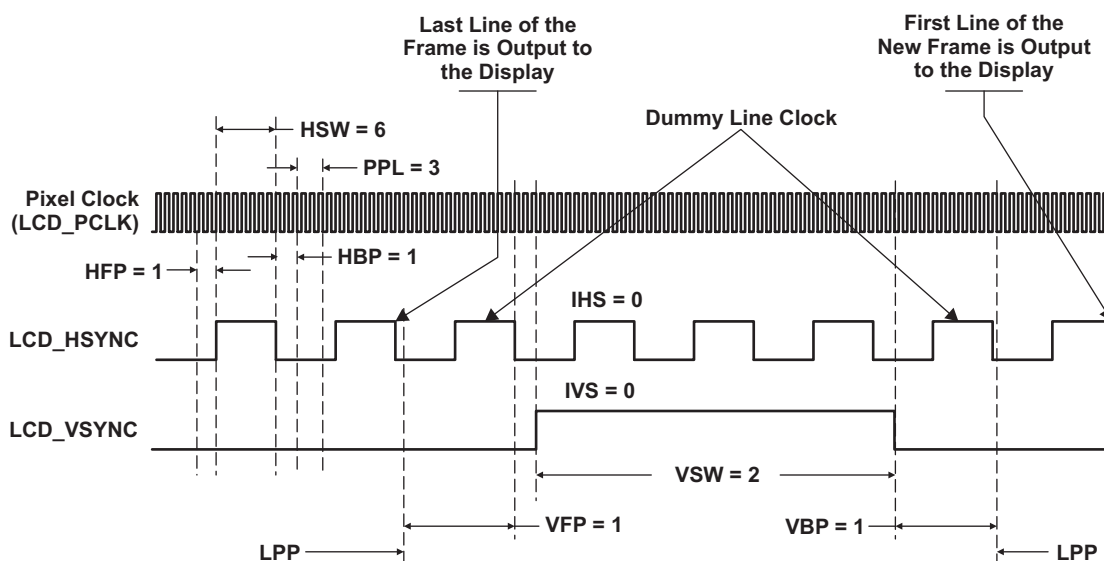 Last Line of the
Frame is Output to
the Display
First Line of the
New Frame is Output
to the Display
HSW = 6
Dummy Line Clock
PPL = 3
Pixel Clock
(LCD_PCLK)
HFP = 1
HBP = 1
IHS = 0
LCD_HSYNC
IVS = 0
LCD_VSYNC
VSW = 2
VFP = 1
VBP = 1
LPP
LPP